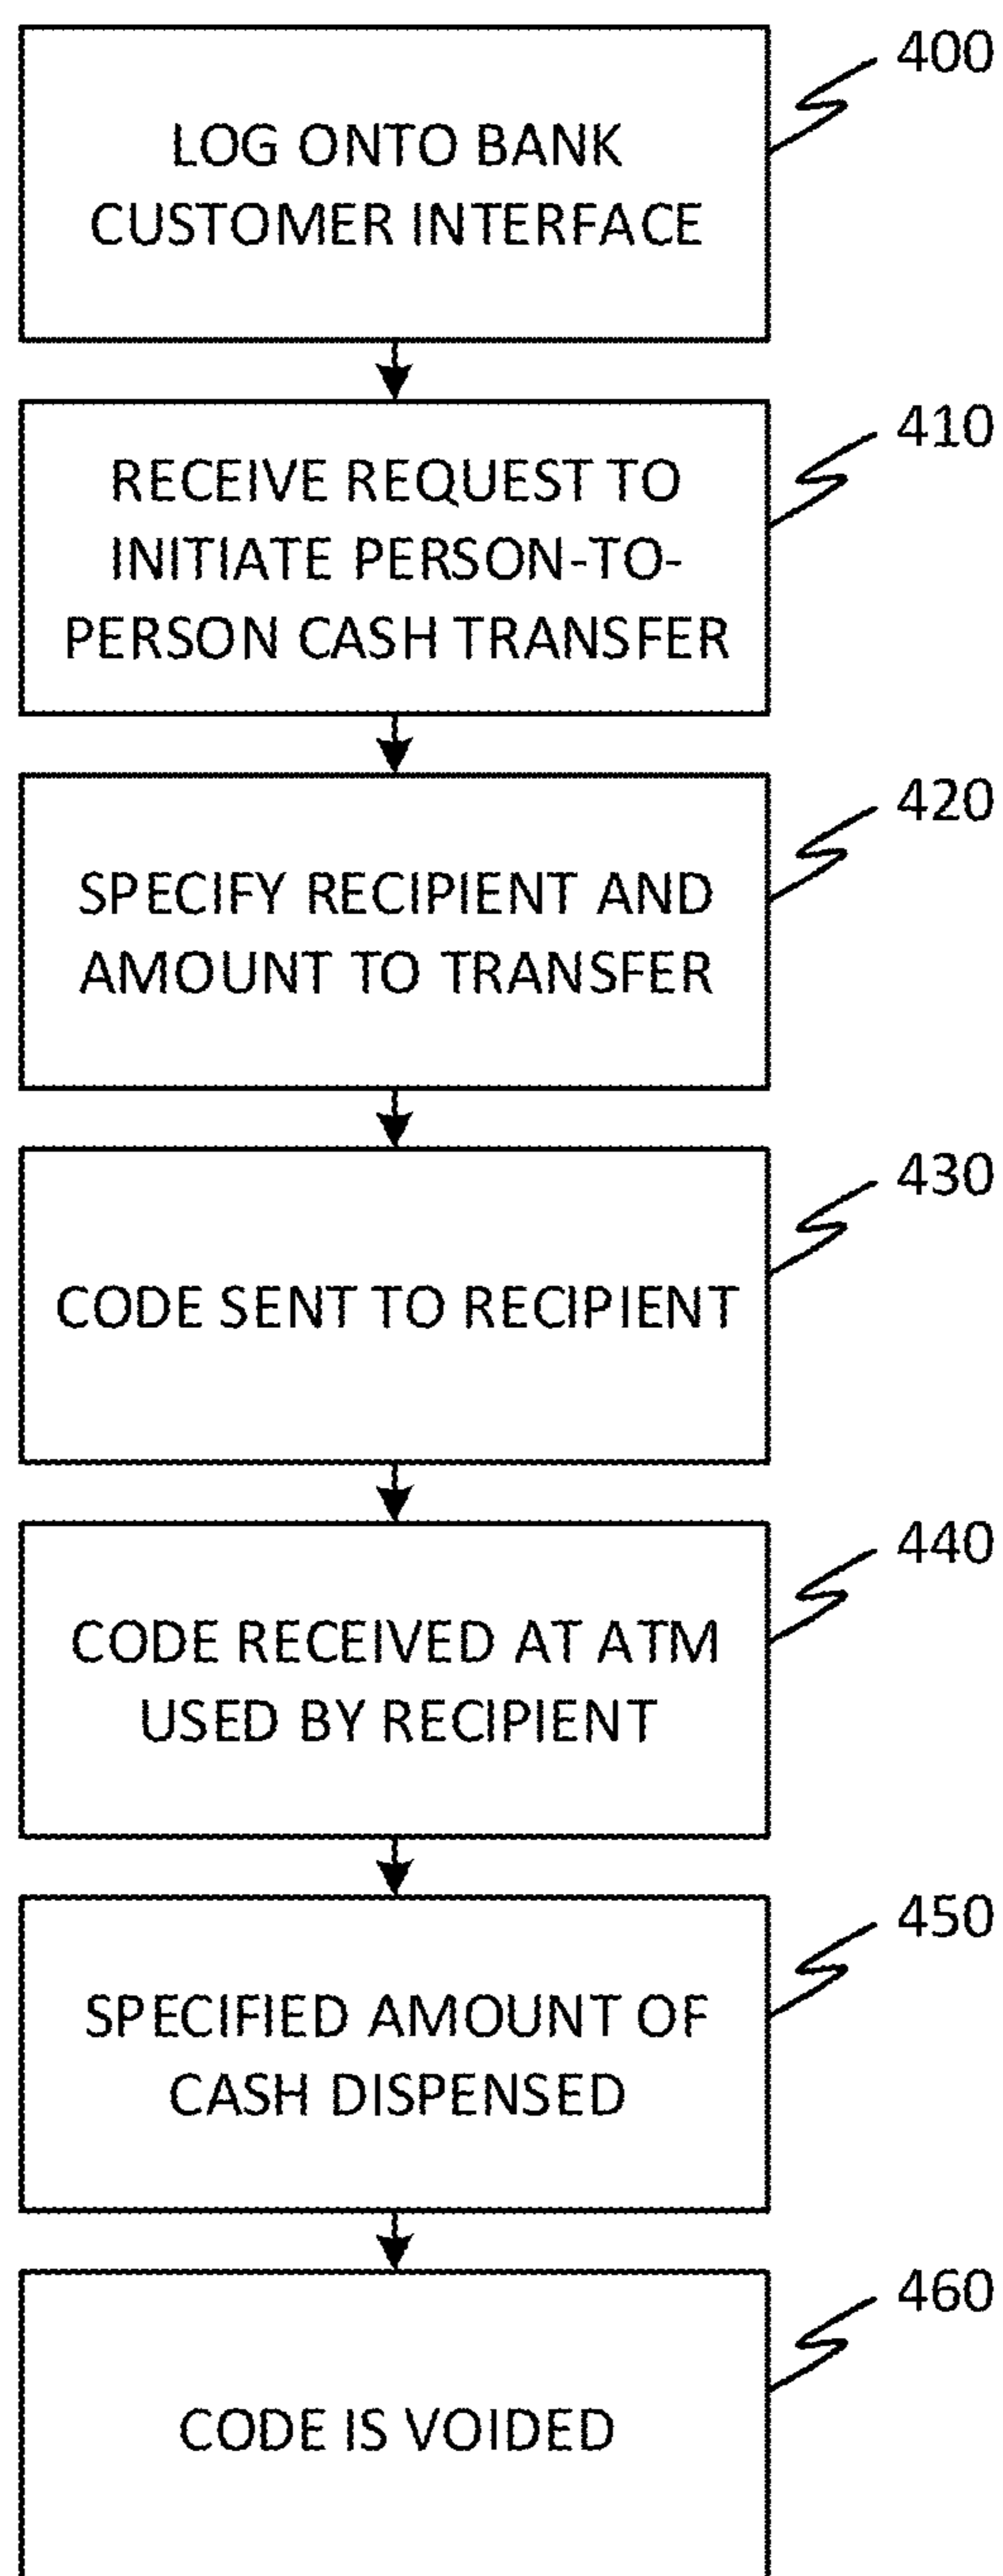 400
LOG ONTO BANK
CUSTOMER INTERFACE
410
RECEIVE REQUEST TO
INITIATE PERSON-TO-
PERSON CASH TRANSFER
420
SPECIFY RECIPIENT AND
AMOUNT TO TRANSFER
430
CODE SENT TO RECIPIENT
440
CODE RECEIVED AT ATM
USED BY RECIPIENT
450
SPECIFIED AMOUNT OF
CASH DISPENSED
460
CODE IS VOIDED